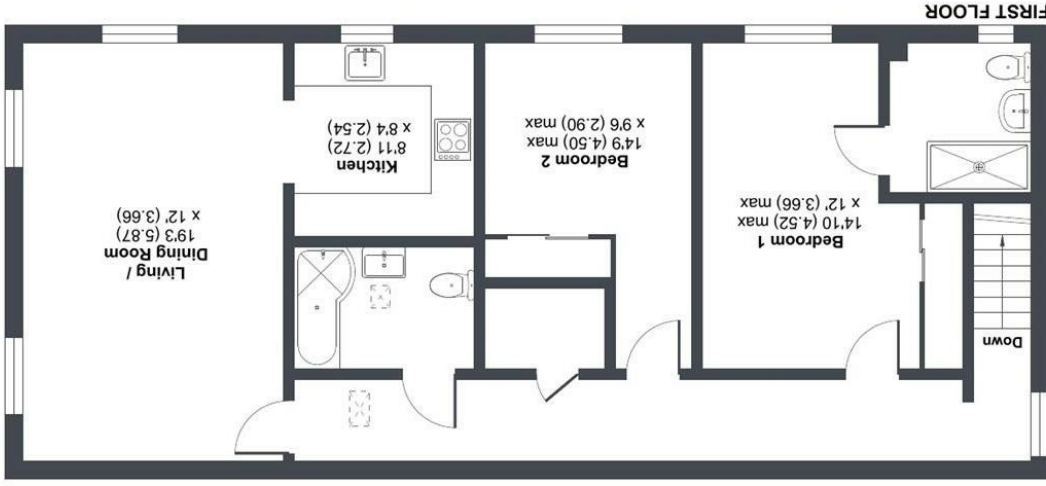 FIRST FLOOR
Down
Bedroom 1
14'10 (4.52) max
x 12' (3.66) max
Bedroom 2
14'9 (4.50) max
x 9'6 (2.90) max
Kitchen
8'11 (2.72)
x 8'4 (2.54)
Living /
Dining Room
19'3 (5.87)
x 12' (3.66)